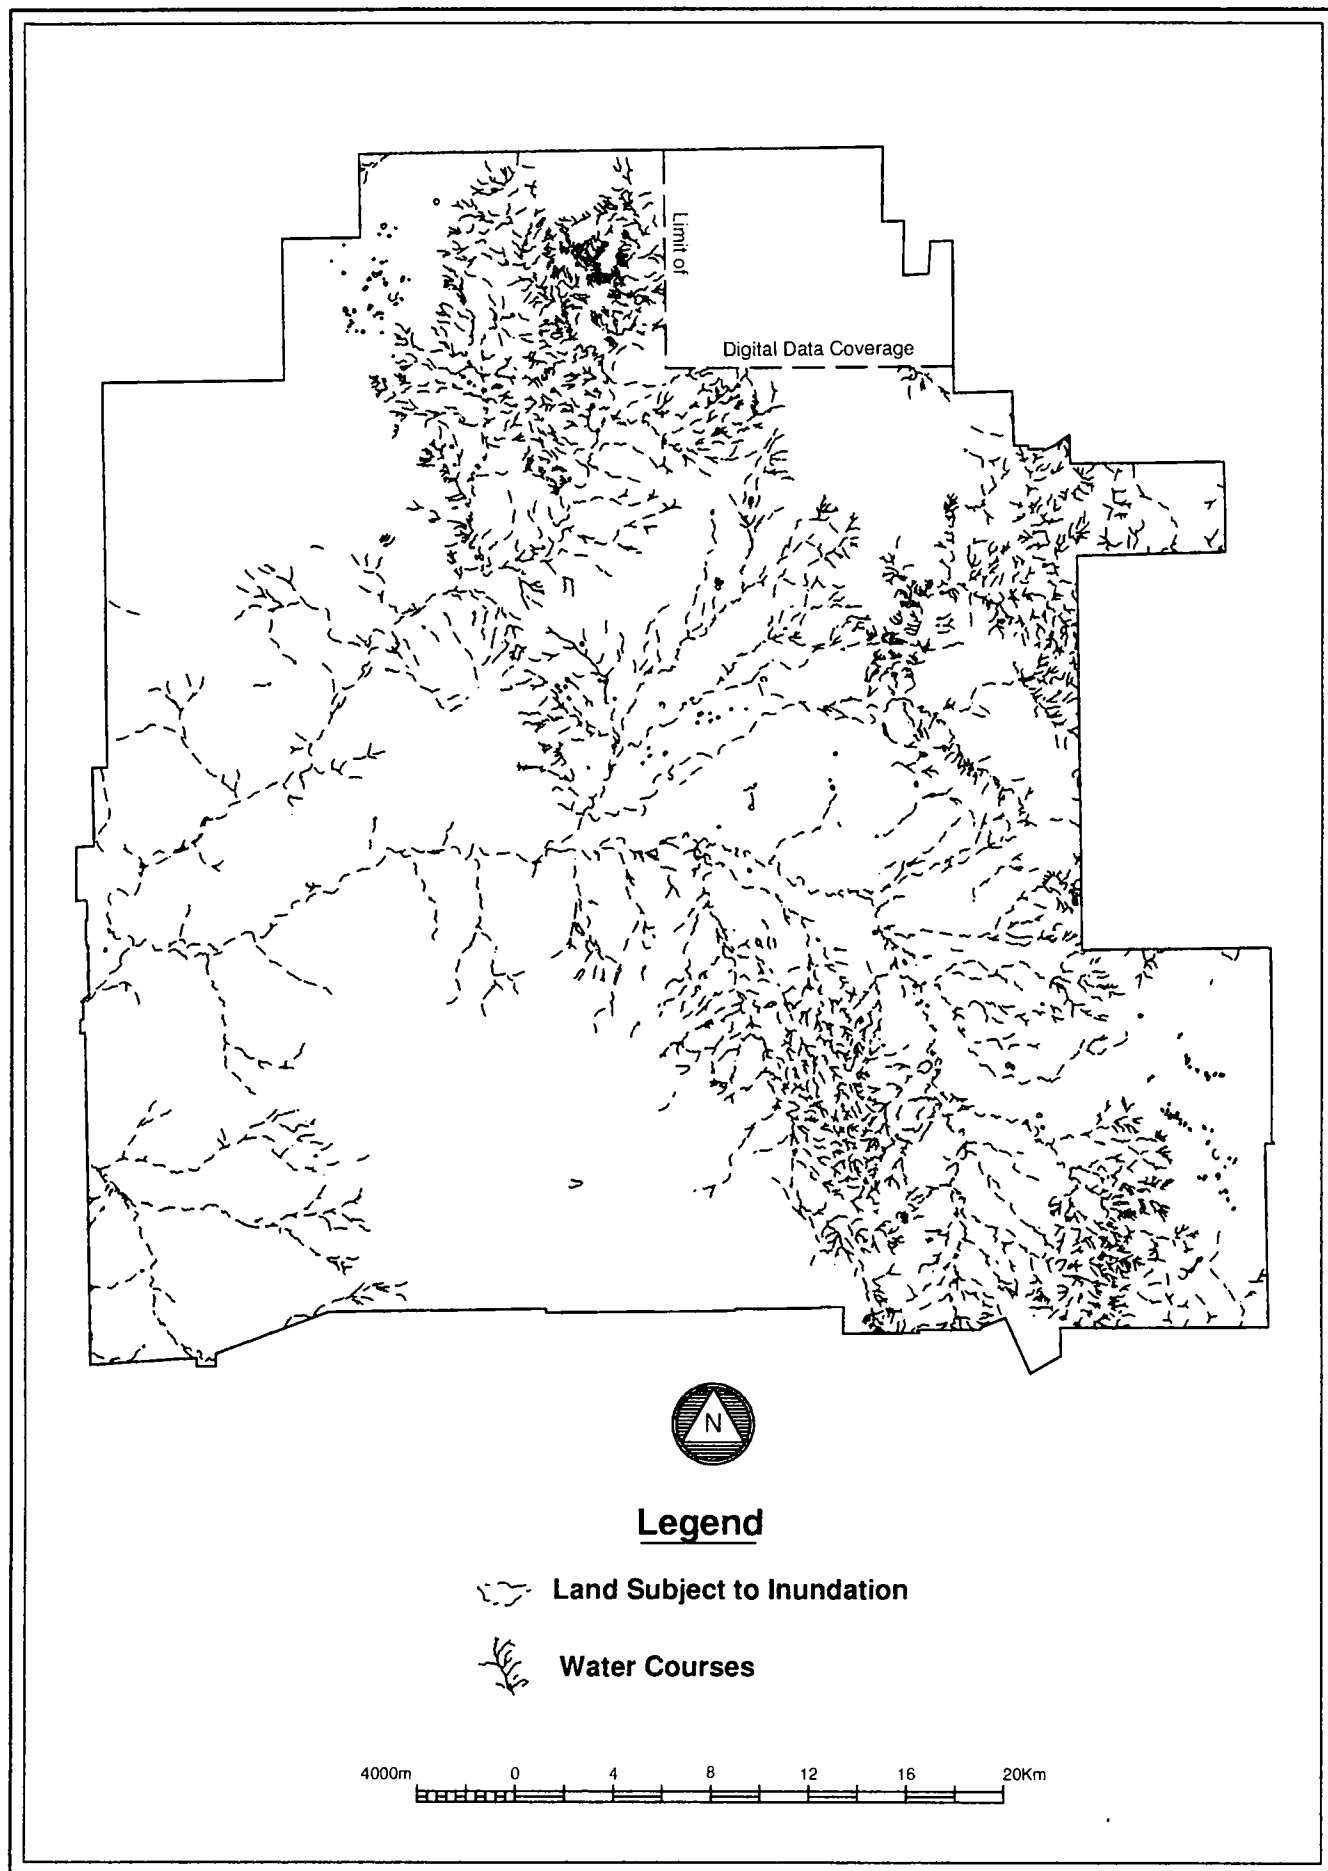 Limit of
Digital Data Coverage
N
Legend
Land Subject to Inundation
Water Courses
4000m 0 4 8 12 16 20Km